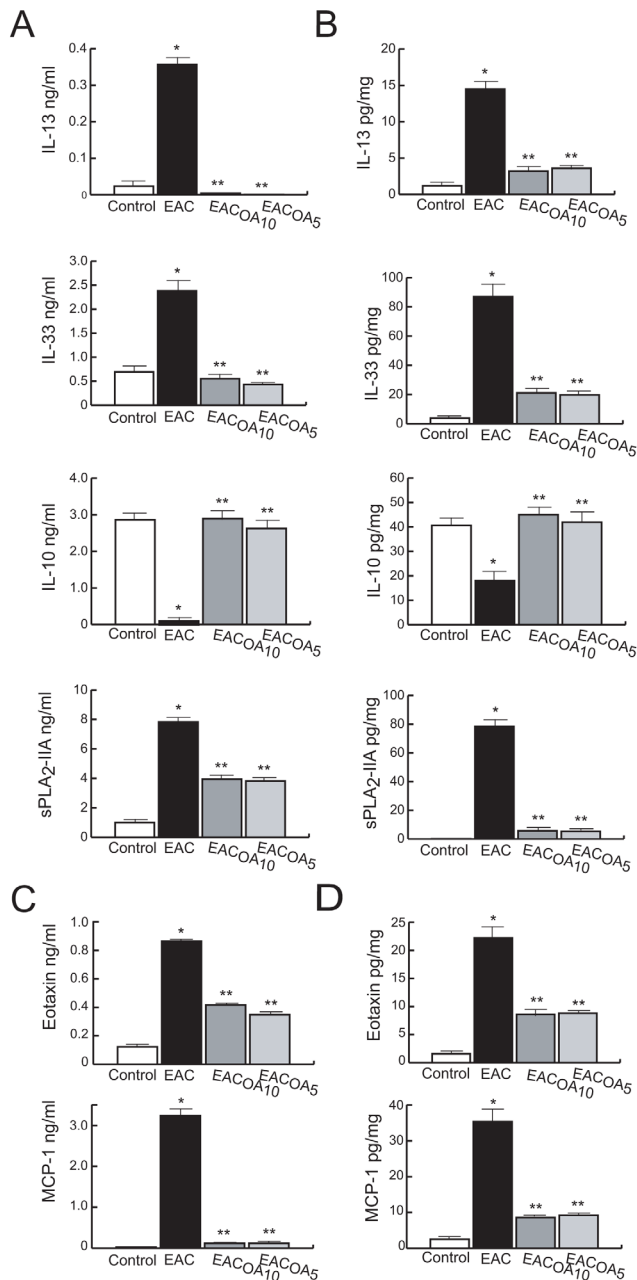 A
IL-13 ng/ml
0.4
0.3
0.2
0.1
0
*
**
**
Control
EAC
EACOA10
EACOA5
B
IL-13 pg/mg
20
15
10
5
0
*
**
**
Control
EAC
EACOA10
EACOA5
IL-33 ng/ml
3.0
2.5
2.0
1.5
1.0
0.5
0
*
**
**
Control
EAC
EACOA10
EACOA5
IL-33 pg/mg
100
80
60
40
20
0
*
**
**
Control
EAC
EACOA10
EACOA5
IL-10 ng/ml
4.0
3.0
2.0
1.0
0
*
**
**
Control
EAC
EACOA10
EACOA5
IL-10 pg/mg
60
50
40
30
20
10
0
*
**
**
Control
EAC
EACOA10
EACOA5
sPLA2-IIA ng/ml
8
6
4
2
0
*
**
**
Control
EAC
EACOA10
EACOA5
sPLA2-IIA pg/mg
100
80
60
40
20
0
*
**
**
Control
EAC
EACOA10
EACOA5
C
Eotaxin ng/ml
1.0
0.8
0.6
0.4
0.2
0
*
**
**
Control
EAC
EACOA10
EACOA5
D
Eotaxin pg/mg
25
20
15
10
5
0
*
**
**
Control
EAC
EACOA10
EACOA5
MCP-1 ng/ml
3.0
2.0
1.0
0
*
**
**
Control
EAC
EACOA10
EACOA5
MCP-1 pg/mg
40
30
20
10
0
*
**
**
Control
EAC
EACOA10
EACOA5